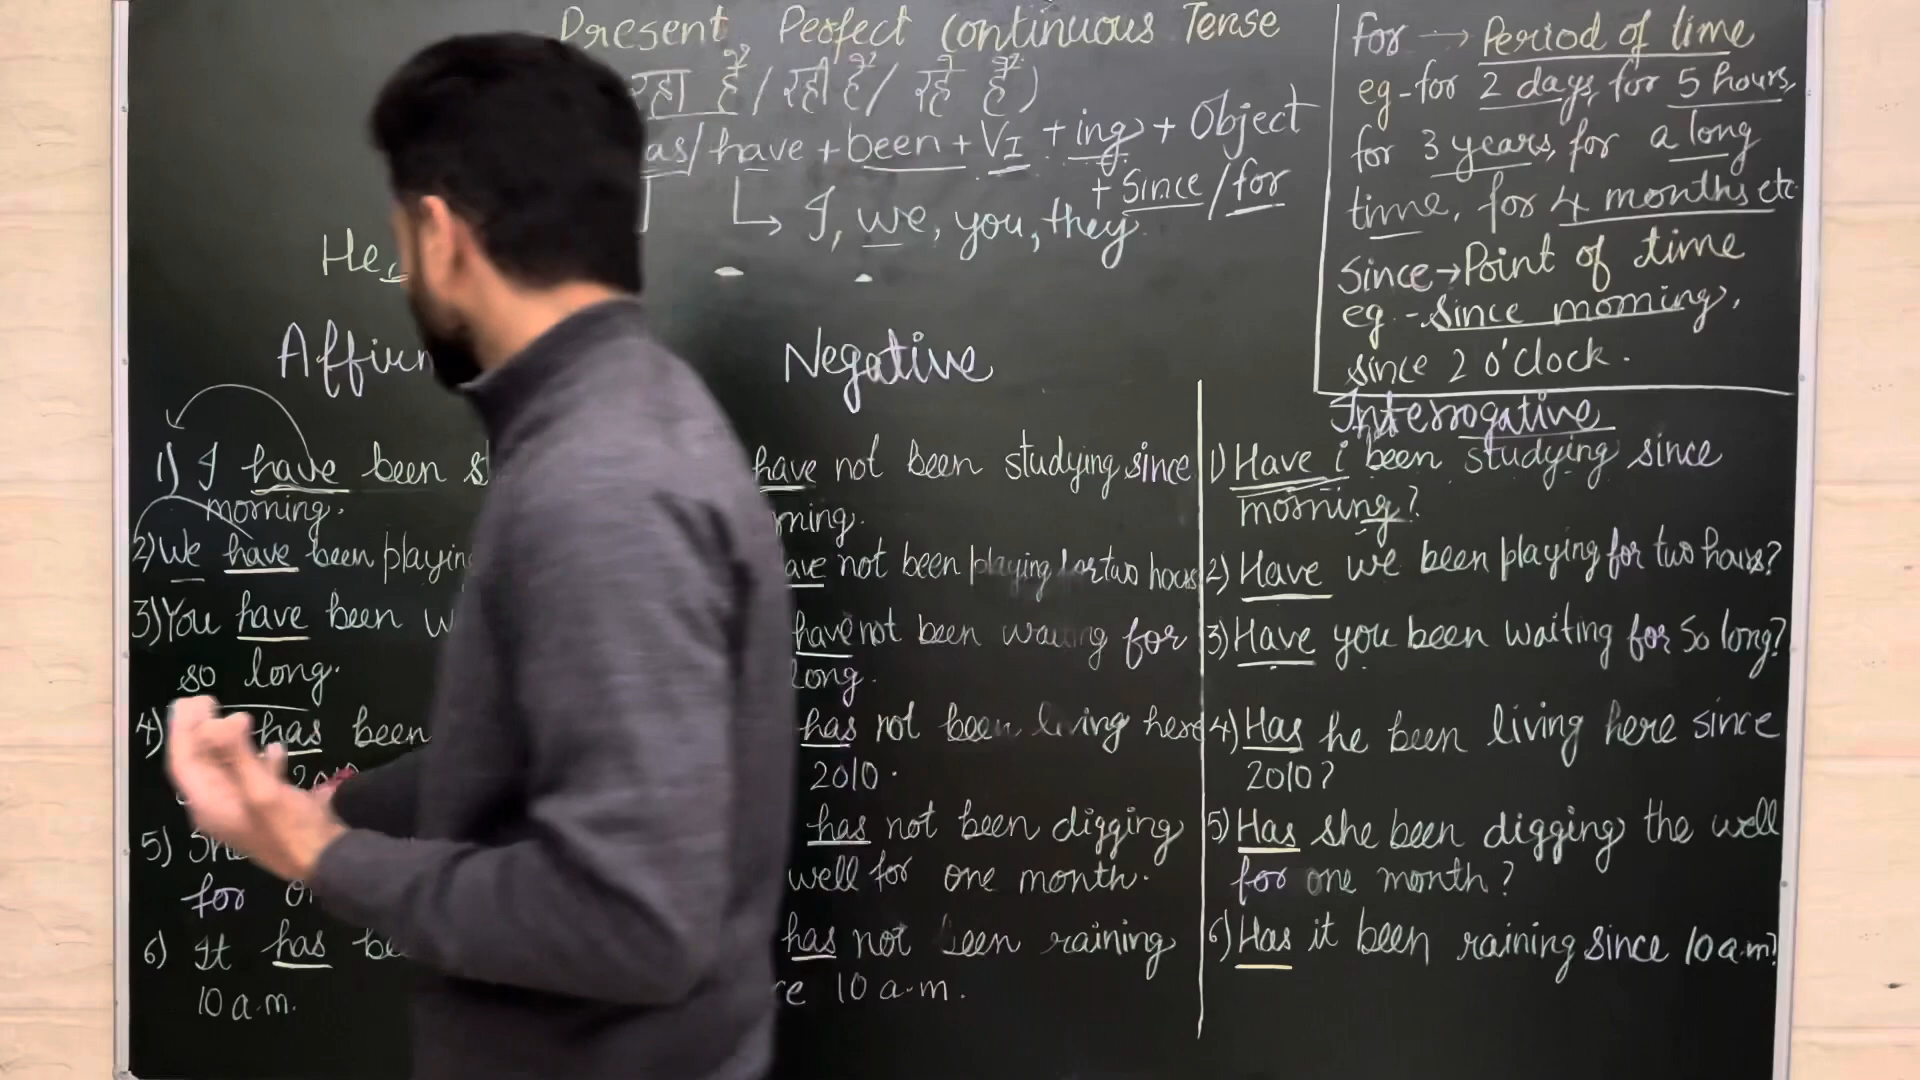 Present Perfect Continuous Tense
रहा है / रही है / रहे हैं)
as/have + been + V1 + ing + Object
+ Since / for
I, we, you, they
He
for → Period of time
eg - for 2 days, for 5 hours,
for 3 years, for a long
time, for 4 months etc
Since → Point of time
eg - Since morning,
since 2 o'clock.
Affirm
1) I have been s
morning.
2) We have been playing
3) You have been w
so long.
4) has been
5) She
for
6) It has be
10 a.m.
Negative
have not been studying since
rning.
ave not been playing for two hours
have not been waiting for
long.
has not been living here
2010.
has not been digging
well for one month.
has not been raining
ce 10 a.m.
Interrogative
1) Have i been studying since
morning?
2) Have we been playing for two hours?
3) Have you been waiting for So long?
4) Has he been living here since
2010?
5) Has she been digging the well
for one month?
6) Has it been raining since 10 a.m?